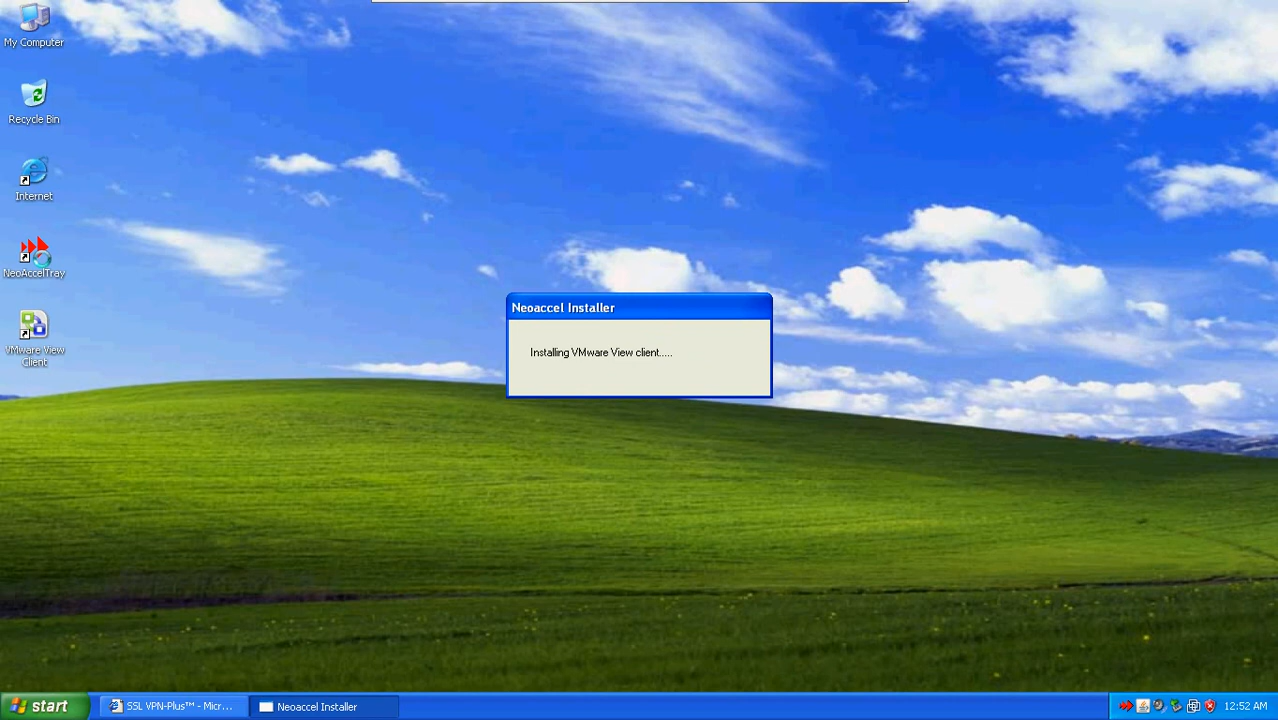 My Computer
Recycle Bin
Internet
NeoAccelTray
VMware View
Client
Neoaccel Installer
Installing VMware View client.....
start
SSL VPN-Plus™ - Micr...
Neoaccel Installer
12:52 AM